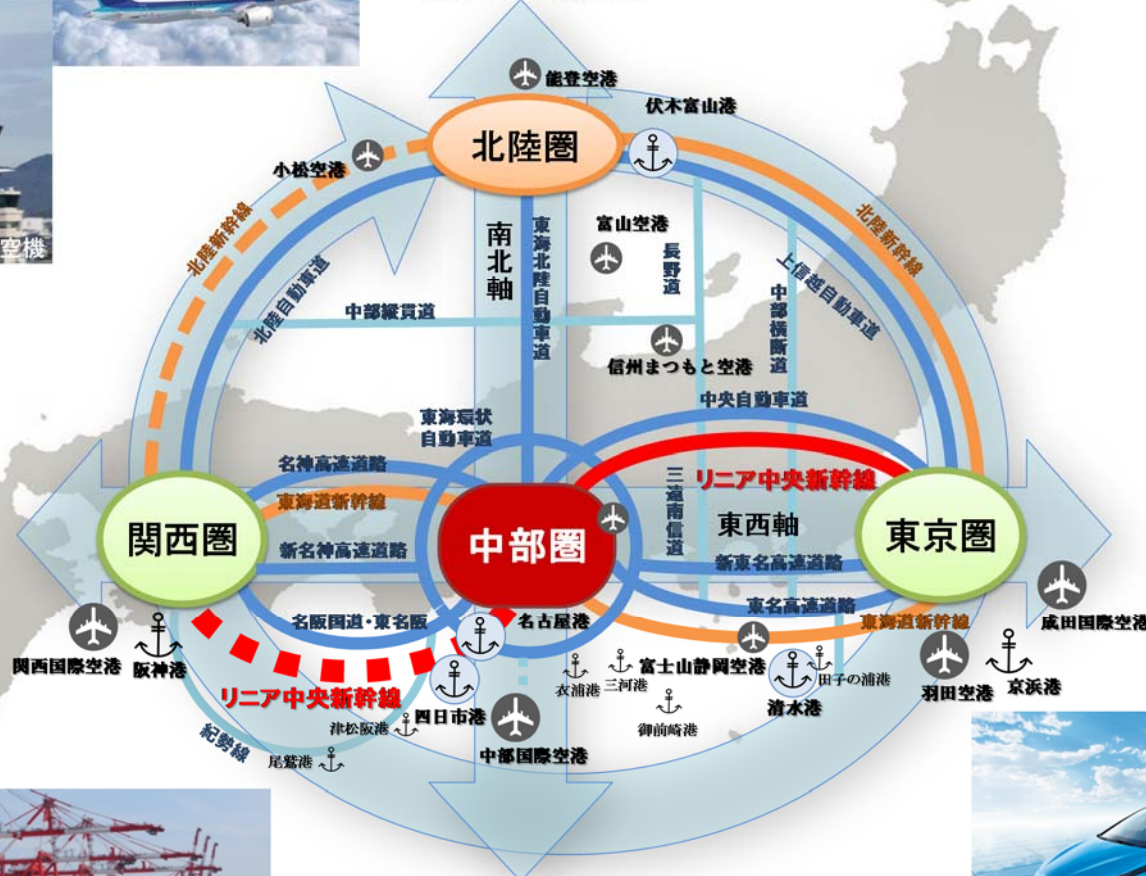 能登空港
伏木富山港
北陸圏
小松空港
空機
北陸新幹線
北陸自動車道
南北軸
東海北陸自動車道
富山空港
長野道
中部横断道
上信越自動車道
北陸新幹線
中部縦貫道
信州まつもと空港
中央自動車道
東海環状
自動車道
名神高速道路
東海道新幹線
リニア中央新幹線
三遠南信道
東西軸
関西圏
中部圏
東京圏
新名神高速道路
新東名高速道路
名阪国道・東名阪
名古屋港
東名高速道路
東海道新幹線
成田国際空港
関西国際空港
阪神港
リニア中央新幹線
衣浦港
三河港
富士山静岡空港
田子の浦港
羽田空港
京浜港
津松阪港
四日市港
御前崎港
清水港
紀勢線
尾鷲港
中部国際空港